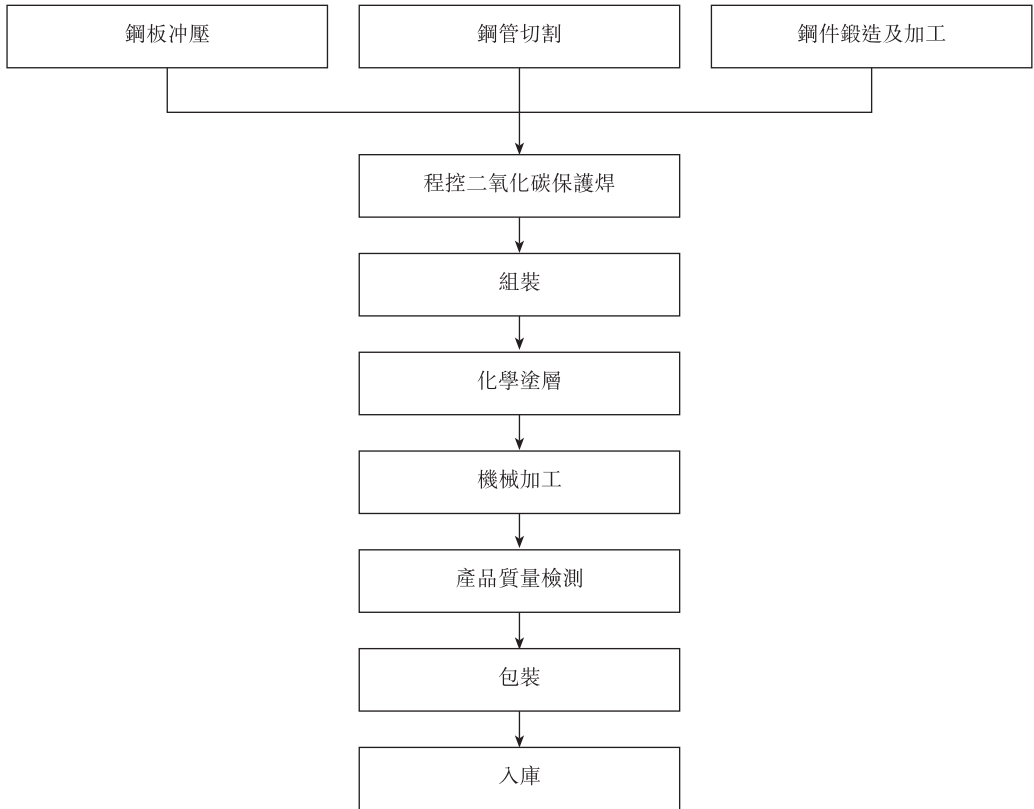 鋼板冲壓
鋼管切割
鋼件鍛造及加工
程控二氧化碳保護焊
組裝
化學塗層
機械加工
產品質量檢測
包裝
入庫